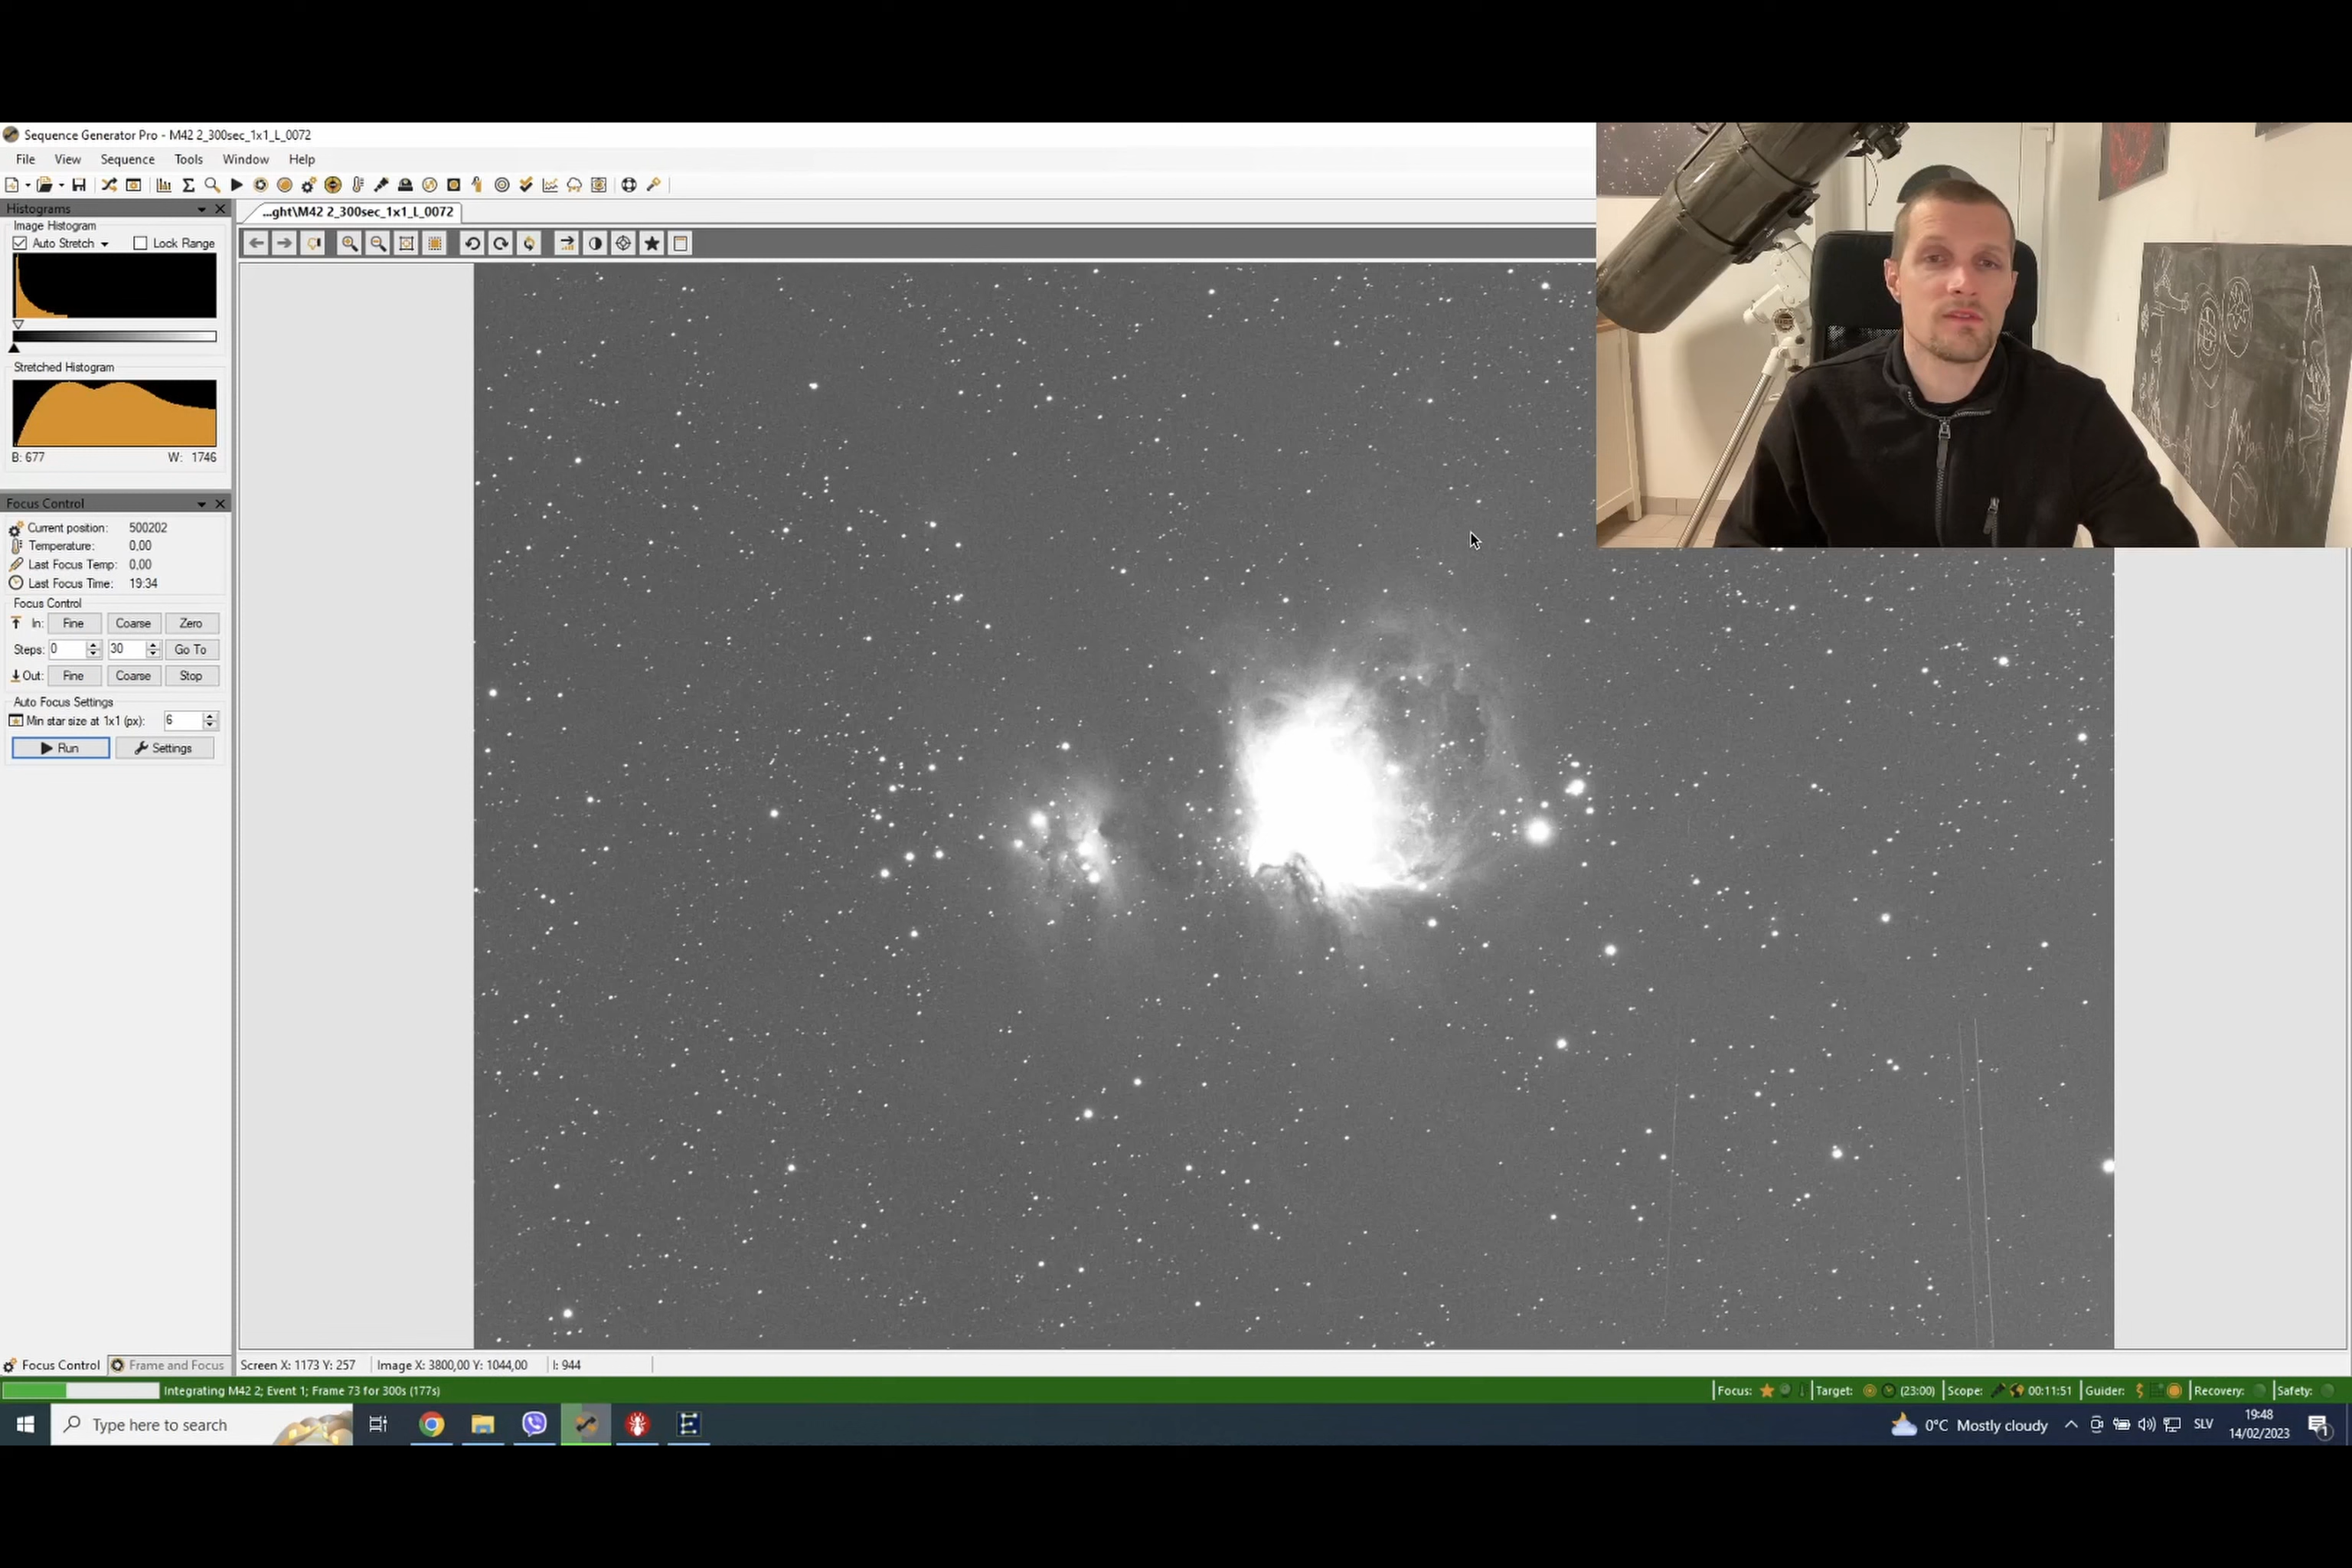 Sequence Generator Pro - M42 2_300sec_1x1_L_0072
File View Sequence Tools Window Help
Histograms
...ght\M42 2_300sec_1x1_L_0072
Image Histogram
Auto Stretch Lock Range
Stretched Histogram
B: 677 W: 1746
Focus Control
Current position: 500202
Temperature: 0,00
Last Focus Temp: 0,00
Last Focus Time: 19:34
Focus Control
In: Fine Coarse Zero
Steps: 0 30 Go To
Out: Fine Coarse Stop
Auto Focus Settings
Min star size at 1x1 (px): 6
Run Settings
Focus Control Frame and Focus Screen X: 1173 Y: 257 Image X: 3800,00 Y: 1044,00 I: 944
Integrating M42 2; Event 1; Frame 73 for 300s (177s) Focus: Target: (23:00) Scope: 00:11:51 Guider: Recovery: Safety:
Type here to search 0°C Mostly cloudy SLV 19:48
14/02/2023 1